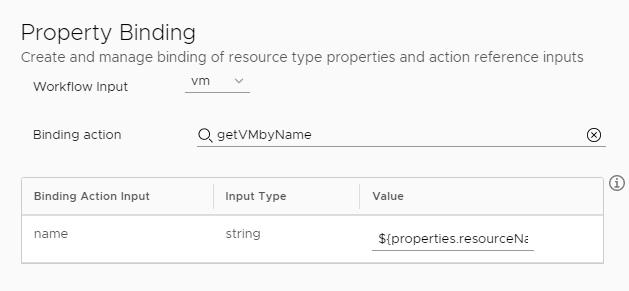 Property Binding
Create and manage binding of resource type properties and action reference inputs
Workflow Input vm
Binding action getVMbyName
Binding Action Input Input Type Value
name string ${properties.resourceNa